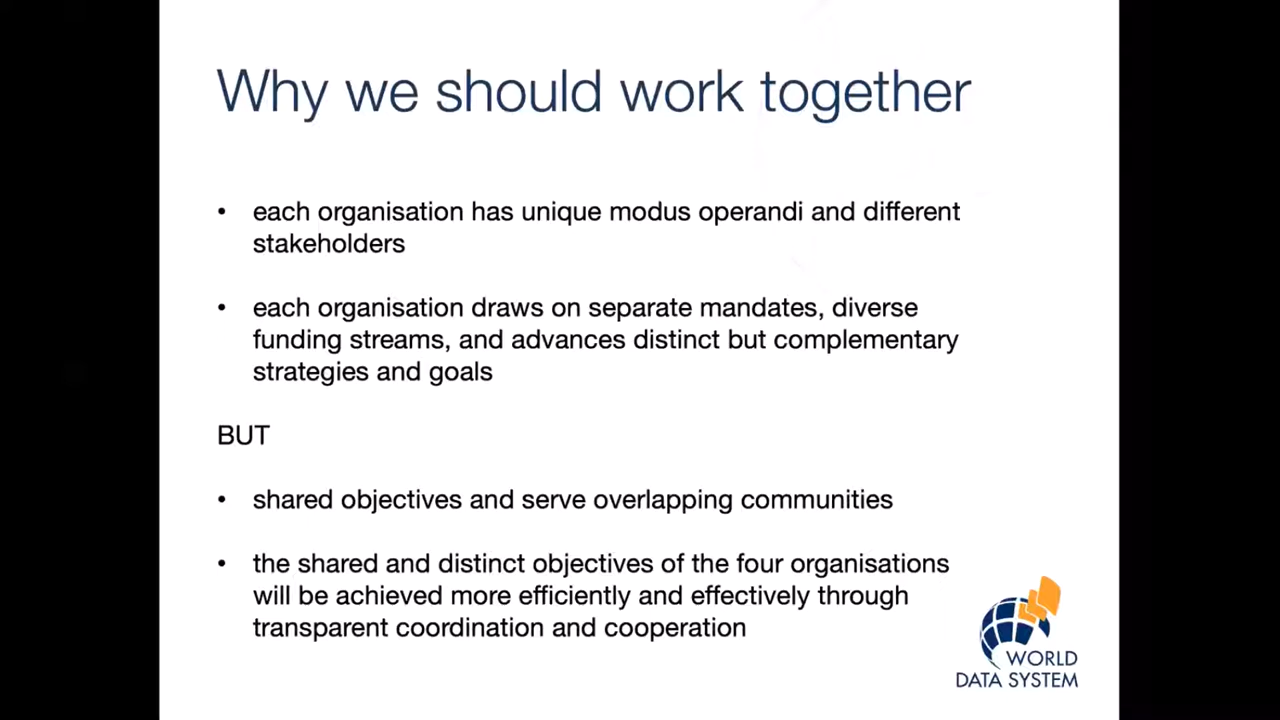 Why we should work together
• each organisation has unique modus operandi and different
stakeholders
• each organisation draws on separate mandates, diverse
funding streams, and advances distinct but complementary
strategies and goals
BUT
• shared objectives and serve overlapping communities
• the shared and distinct objectives of the four organisations
will be achieved more efficiently and effectively through
transparent coordination and cooperation
WORLD
DATA SYSTEM